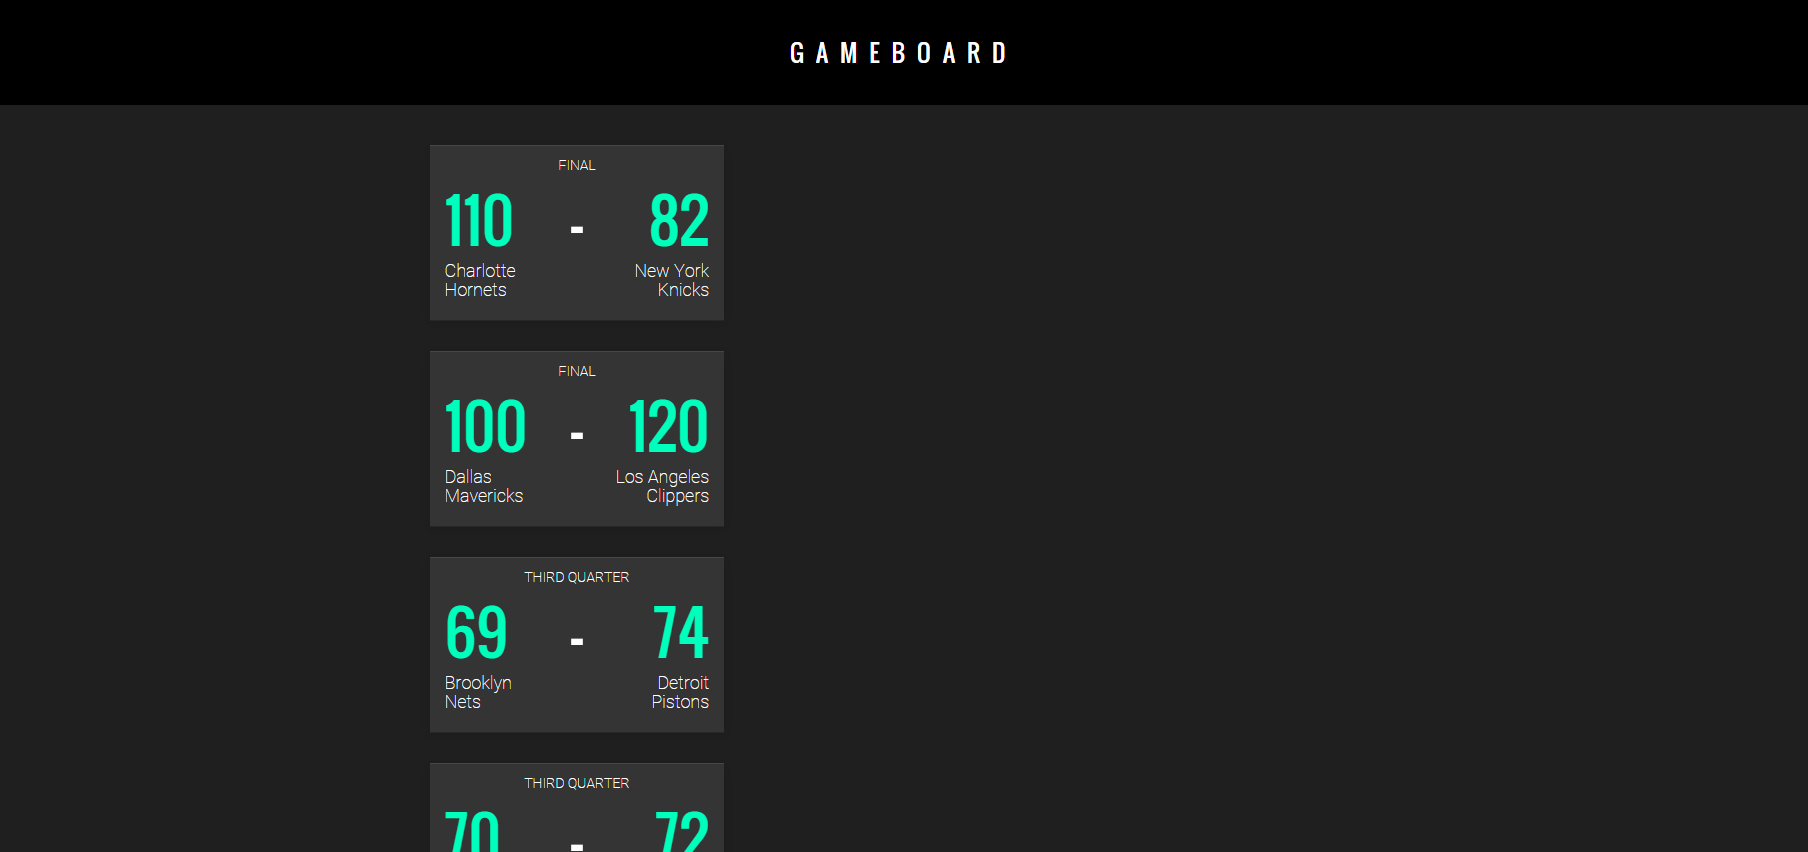 GAMEBOARD
FINAL
110 - 82
Charlotte Hornets
New York Knicks
FINAL
100 - 120
Dallas Mavericks
Los Angeles Clippers
THIRD QUARTER
69 - 74
Brooklyn Nets
Detroit Pistons
THIRD QUARTER
70 - 72